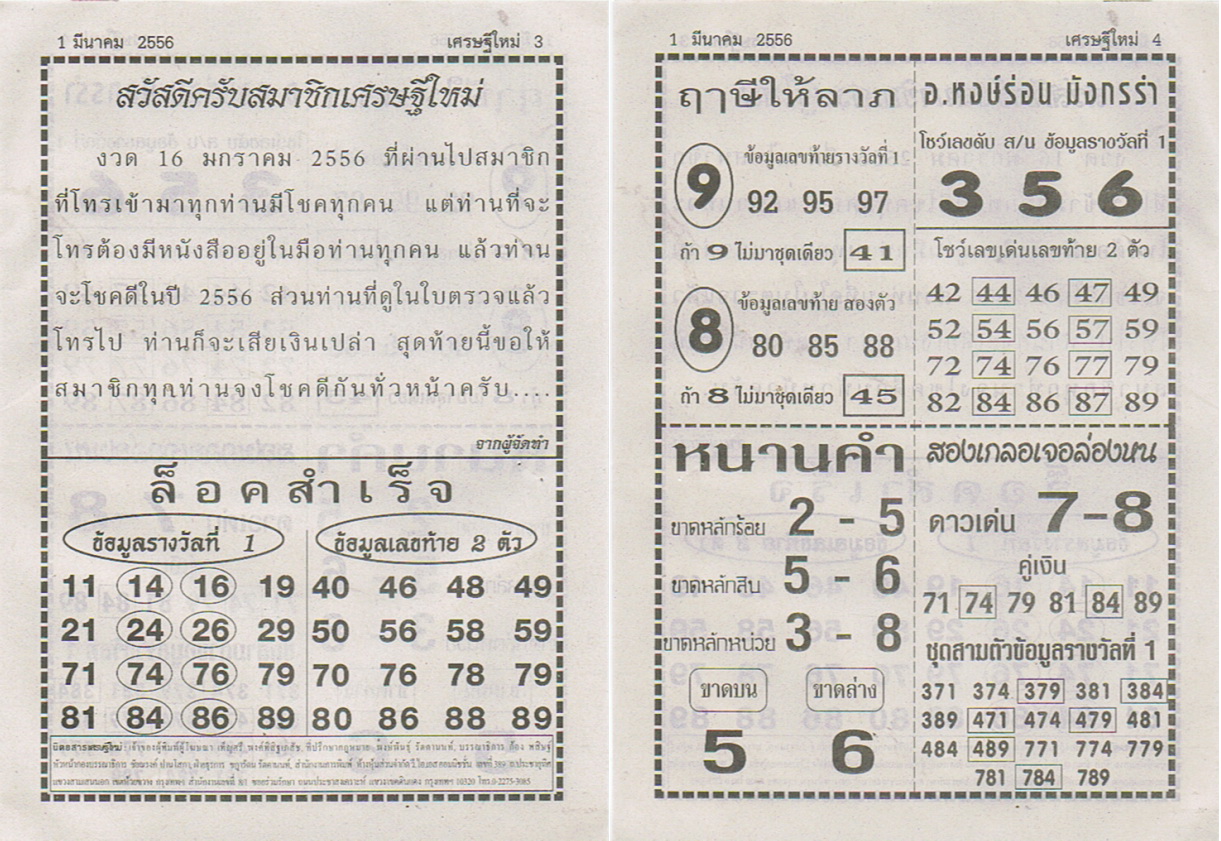 1 มีนาคม 2556 เศรษฐีใหม่ 3
สวัสดีครับสมาชิกเศรษฐีใหม่
งวด 16 มกราคม 2556 ที่ผ่านไปสมาชิก
ที่โทรเข้ามาทุกท่านมีโชคทุกคน แต่ท่านที่จะ
โทรต้องมีหนังสืออยู่ในมือท่านทุกคน แล้วท่าน
จะโชคดีในปี 2556 ส่วนท่านที่ดูในใบตรวจแล้ว
โทรไป ท่านก็จะเสียเงินเปล่า สุดท้ายนี้ขอให้
สมาชิกทุกท่านจงโชคดีกันทั่วหน้าครับ.....
จากผู้จัดทำ
ล็อคสำเร็จ
ข้อมูลรางวัลที่ 1
11 14 16 19
21 24 26 29
71 74 76 79
81 84 86 89
ข้อมูลเลขท้าย 2 ตัว
40 46 48 49
50 56 58 59
70 76 78 79
80 86 88 89
1 มีนาคม 2556 เศรษฐีใหม่ 4
ฤาษีให้ลาภ
9
ข้อมูลเลขท้ายรางวัลที่ 1
92 95 97
ถ้า 9 ไม่มาชุดเดียว 41
8
ข้อมูลเลขท้าย สองตัว
80 85 88
ถ้า 8 ไม่มาชุดเดียว 45
อ.หงษ์ร่อน มังกรร่า
โชว์เลขดับ ส/น ข้อมูลรางวัลที่ 1
3 5 6
โชว์เลขเด่นเลขท้าย 2 ตัว
42 44 46 47 49
52 54 56 57 59
72 74 76 77 79
82 84 86 87 89
หนานคำ
ขาดหลักร้อย 2 - 5
ขาดหลักสิบ 5 - 6
ขาดหลักหน่วย 3 - 8
ขาดบน ขาดล่าง
5 6
สองเกลอเจอล่องหน
ดาวเด่น 7-8
คู่เงิน
71 74 79 81 84 89
ชุดสามตัวข้อมูลรางวัลที่ 1
371 374 379 381 384
389 471 474 479 481
484 489 771 774 779
781 784 789